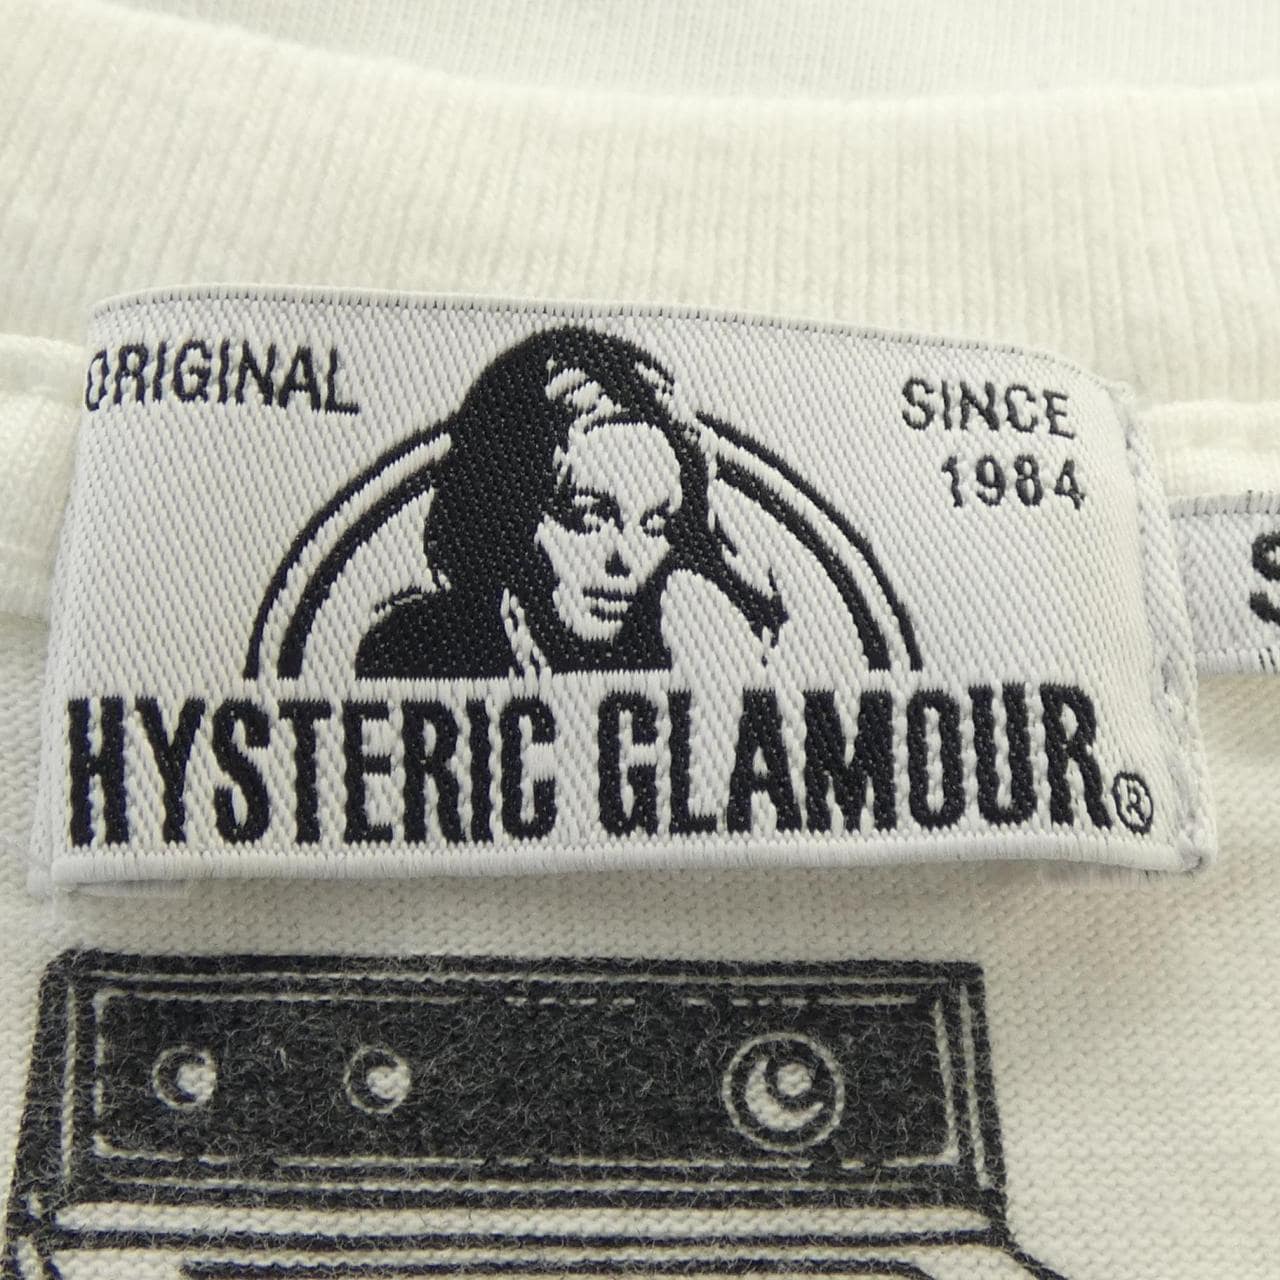 ORIGINAL
SINCE
1984
HYSTERIC GLAMOUR®
S